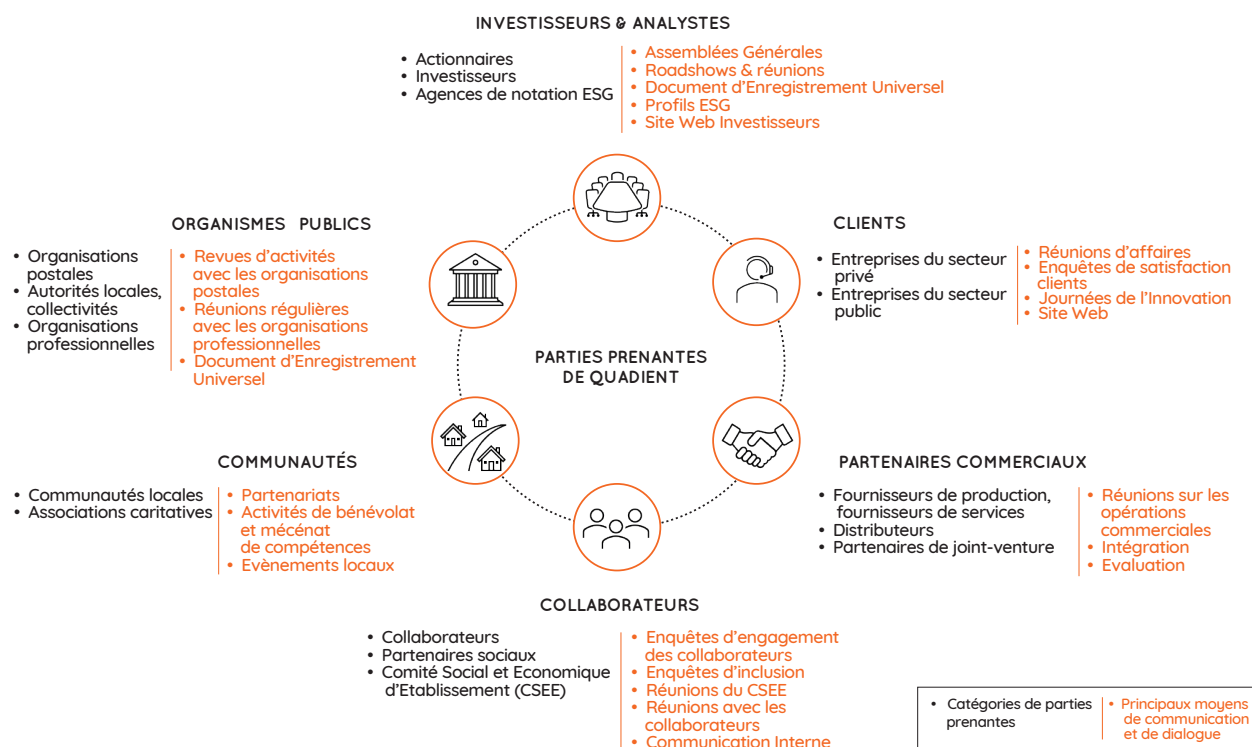 INVESTISSEURS & ANALYSTES
• Actionnaires
• Investisseurs
• Agences de notation ESG
• Assemblées Générales
• Roadshows & réunions
• Document d'Enregistrement Universel
• Profils ESG
• Site Web Investisseurs
ORGANISMES PUBLICS
• Organisations
postales
• Autorités locales,
collectivités
• Organisations
professionnelles
• Revues d'activités
avec les organisations
postales
• Réunions régulières
avec les organisations
professionnelles
• Document d'Enregistrement
Universel
CLIENTS
• Entreprises du secteur
privé
• Entreprises du secteur
public
• Réunions d'affaires
• Enquêtes de satisfaction
clients
• Journées de l'Innovation
• Site Web
PARTIES PRENANTES
DE QUADIENT
COMMUNAUTÉS
• Communautés locales
• Associations caritatives
• Partenariats
• Activités de bénévolat
et mécénat
de compétences
• Evènements locaux
PARTENAIRES COMMERCIAUX
• Fournisseurs de production,
fournisseurs de services
• Distributeurs
• Partenaires de joint-venture
• Réunions sur les
opérations
commerciales
• Intégration
• Evaluation
COLLABORATEURS
• Collaborateurs
• Partenaires sociaux
• Comité Social et Economique
d'Etablissement (CSEE)
• Enquêtes d'engagement
des collaborateurs
• Enquêtes d'inclusion
• Réunions du CSEE
• Réunions avec les
collaborateurs
• Communication Interne
• Catégories de parties
prenantes
• Principaux moyens
de communication
et de dialogue